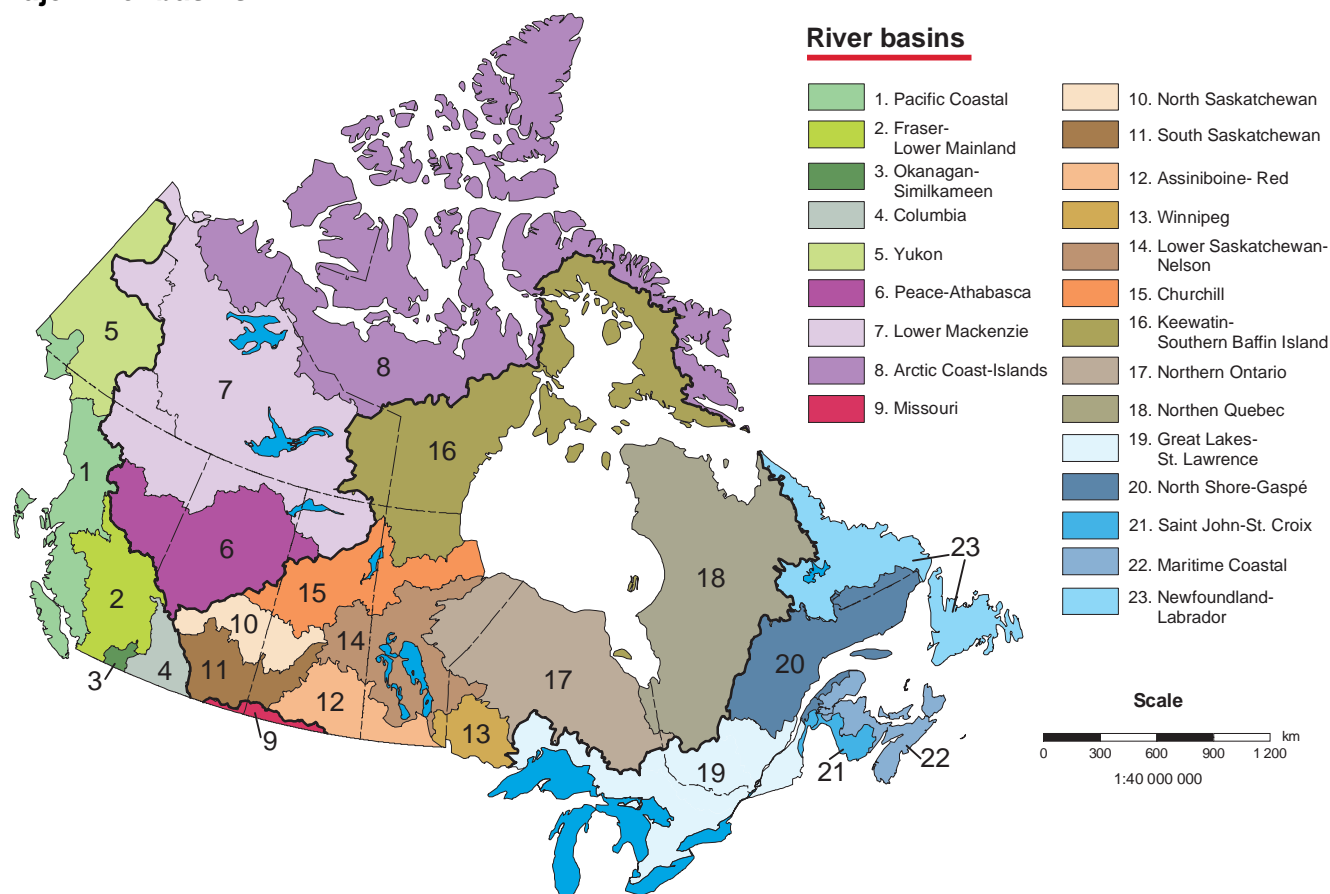 River basins
1. Pacific Coastal
2. Fraser-
Lower Mainland
3. Okanagan-
Similkameen
4. Columbia
5. Yukon
6. Peace-Athabasca
7. Lower Mackenzie
8. Arctic Coast-Islands
9. Missouri
10. North Saskatchewan
11. South Saskatchewan
12. Assiniboine- Red
13. Winnipeg
14. Lower Saskatchewan-
Nelson
15. Churchill
16. Keewatin-
Southern Baffin Island
17. Northern Ontario
18. Northen Quebec
19. Great Lakes-
St. Lawrence
20. North Shore-Gaspé
21. Saint John-St. Croix
22. Maritime Coastal
23. Newfoundland-
Labrador
5
7
8
16
1
6
18
23
2
15
10
14
11
4
3
12
17
20
9
13
19
21
22
Scale
km
0 300 600 900 1 200
1:40 000 000